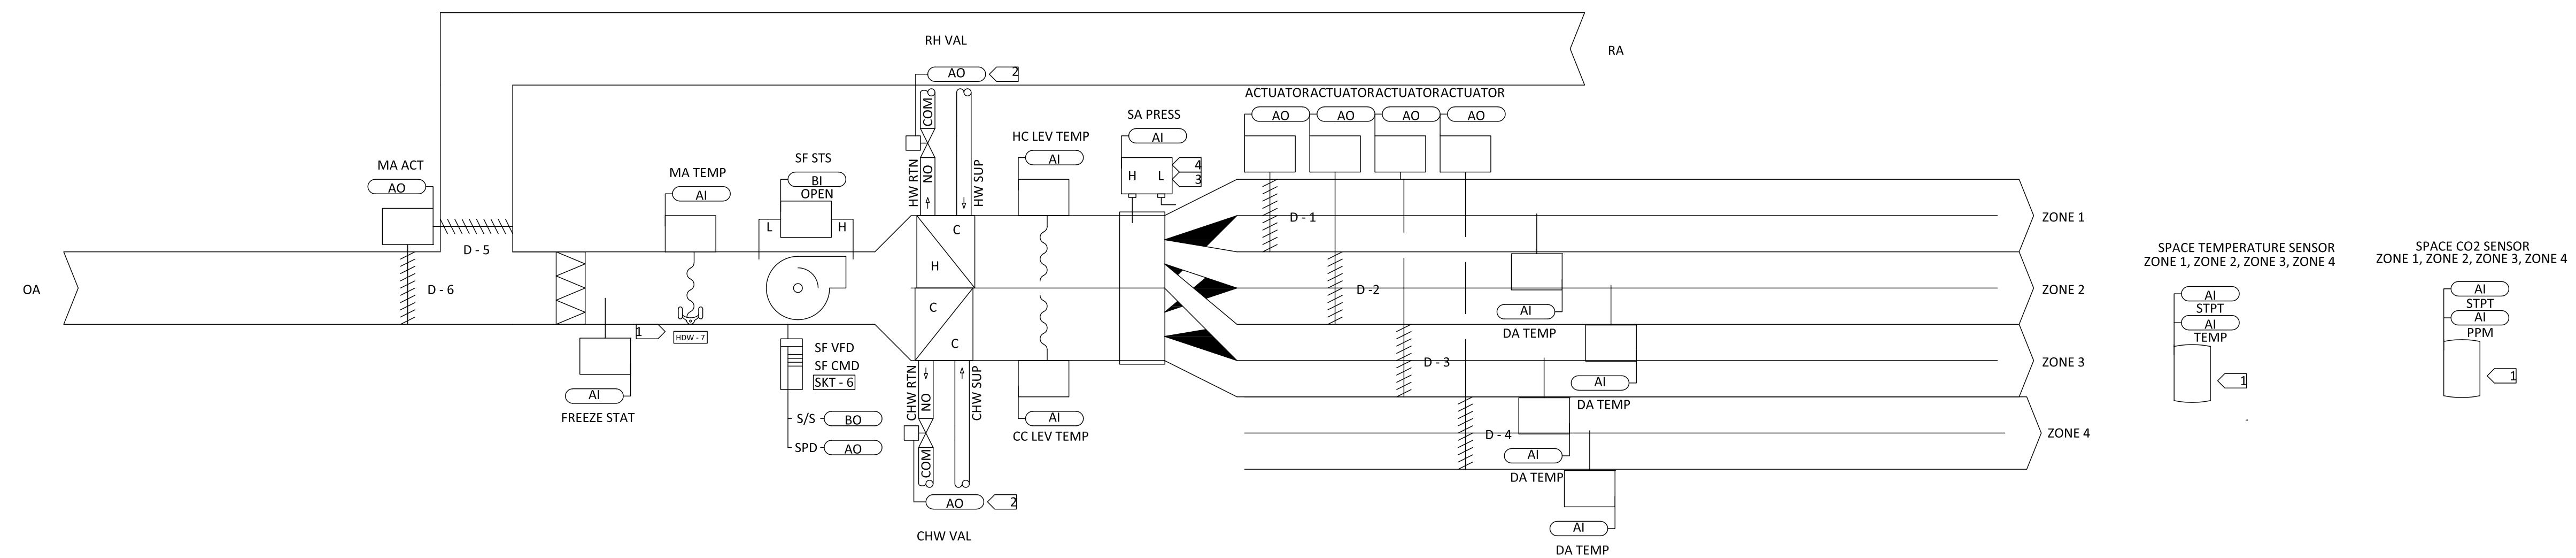 RH VAL
RA
AO
2
COM
NO
HW RTN
HW SUP
MA ACT
AO
D - 5
D - 6
OA
MA TEMP
AI
1
HDW - 7
SF STS
BI
OPEN
L
H
FREEZE STAT
AI
SF VFD
SF CMD
SKT - 6
S/S
BO
SPD
AO
C
H
C
C
CHW RTN
NO
COM
CHW SUP
AO
2
CHW VAL
HC LEV TEMP
AI
AI
CC LEV TEMP
SA PRESS
AI
H L
4
3
ACTUATOR ACTUATOR ACTUATOR ACTUATOR
AO AO AO AO
D - 1
D -2
D - 3
D - 4
AI
DA TEMP
AI
DA TEMP
AI
DA TEMP
AI
DA TEMP
ZONE 1
ZONE 2
ZONE 3
ZONE 4
SPACE TEMPERATURE SENSOR
ZONE 1, ZONE 2, ZONE 3, ZONE 4
AI
STPT
AI
TEMP
1
SPACE CO2 SENSOR
ZONE 1, ZONE 2, ZONE 3, ZONE 4
AI
STPT
AI
PPM
1